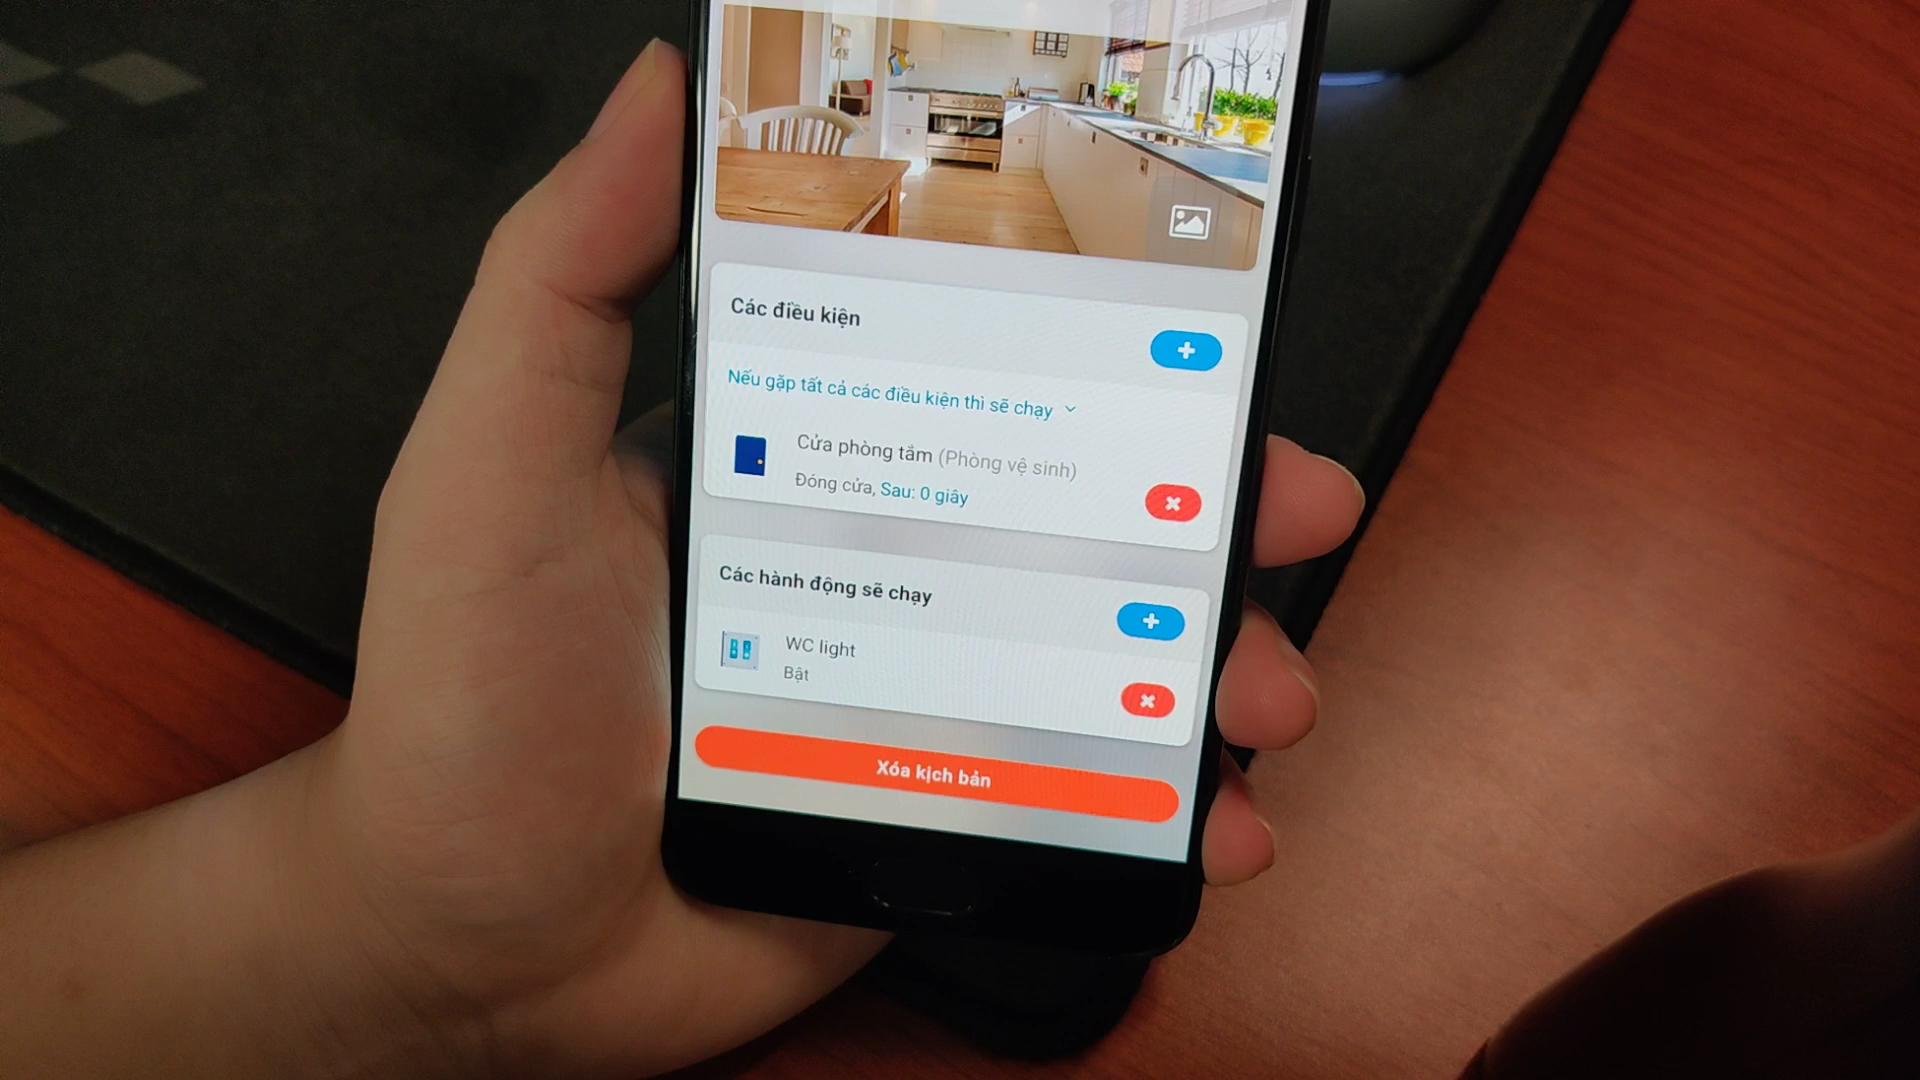 Các điều kiện
Nếu gặp tất cả các điều kiện thì sẽ chạy
Cửa phòng tắm (Phòng vệ sinh)
Đóng cửa, Sau: 0 giây
Các hành động sẽ chạy
WC light
Bật
Xóa kịch bản